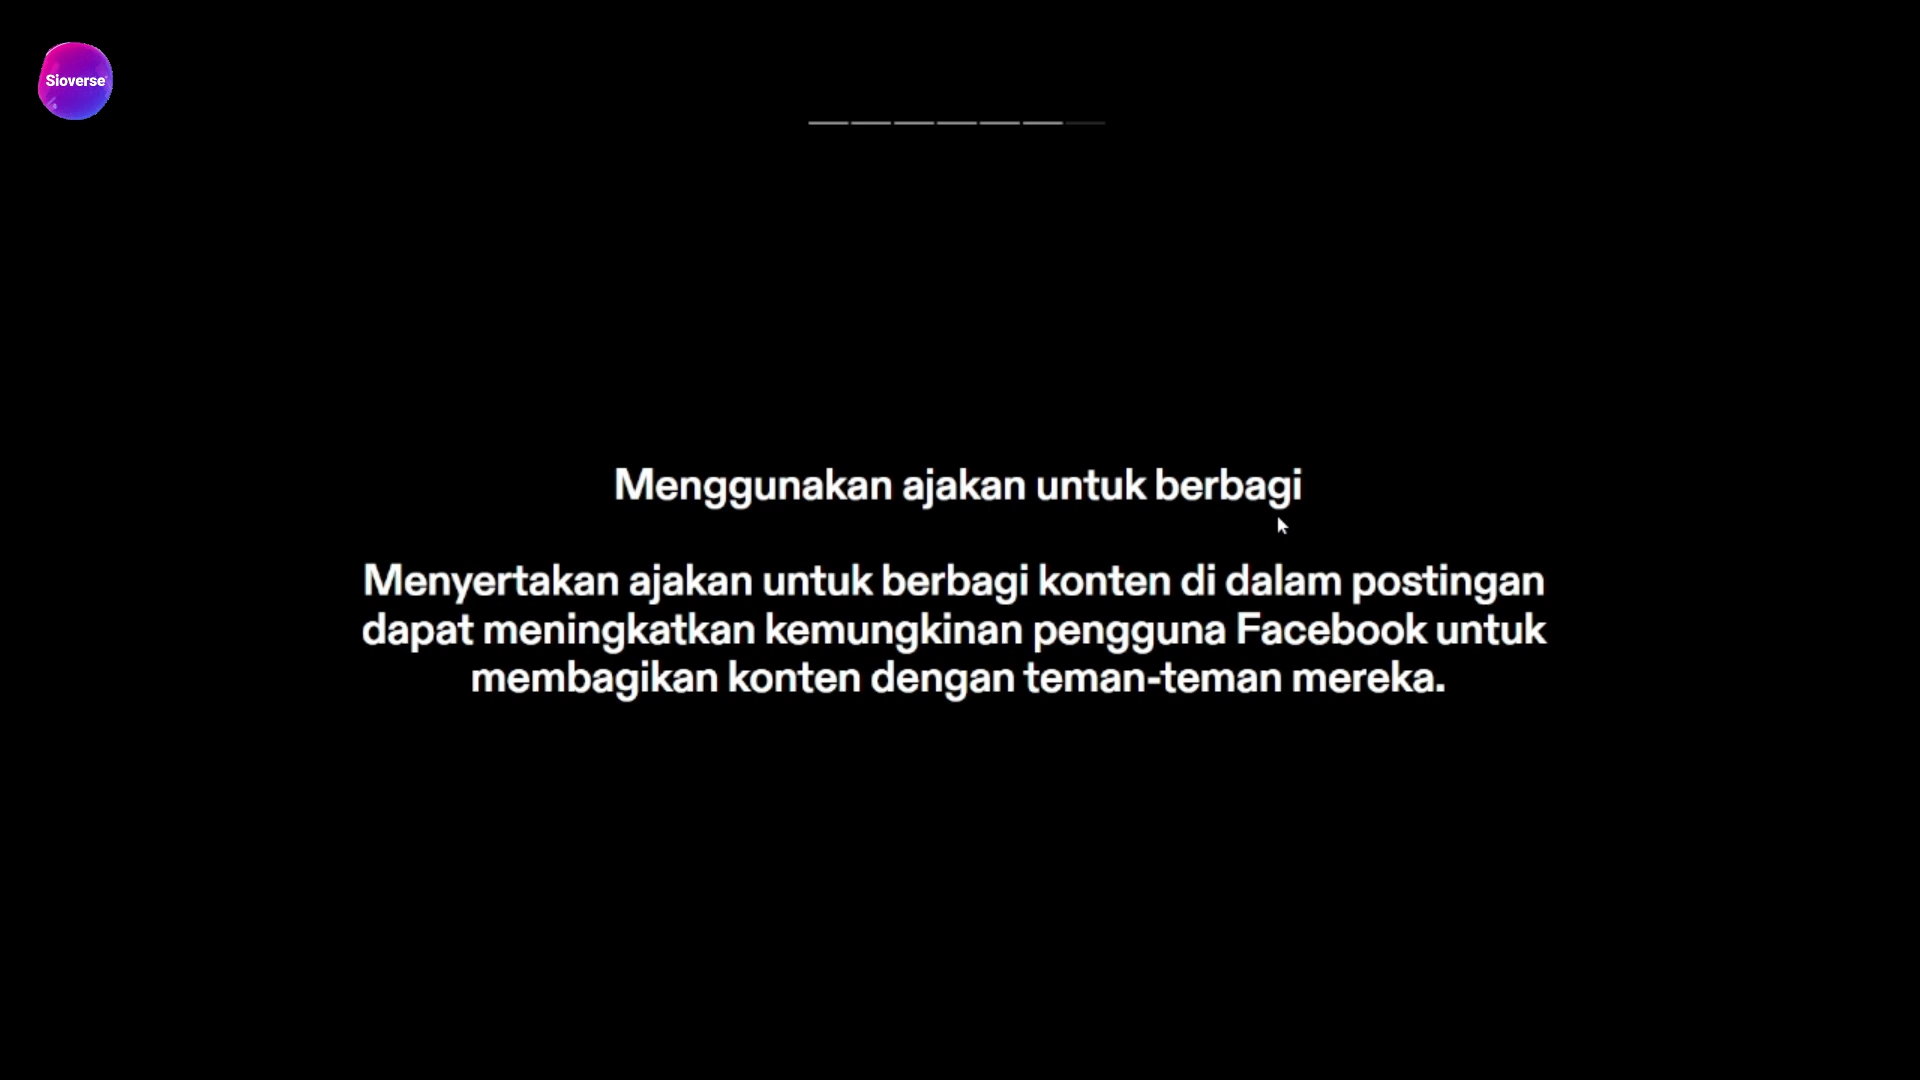 Sioverse
Menggunakan ajakan untuk berbagi
Menyertakan ajakan untuk berbagi konten di dalam postingan
dapat meningkatkan kemungkinan pengguna Facebook untuk
membagikan konten dengan teman-teman mereka.